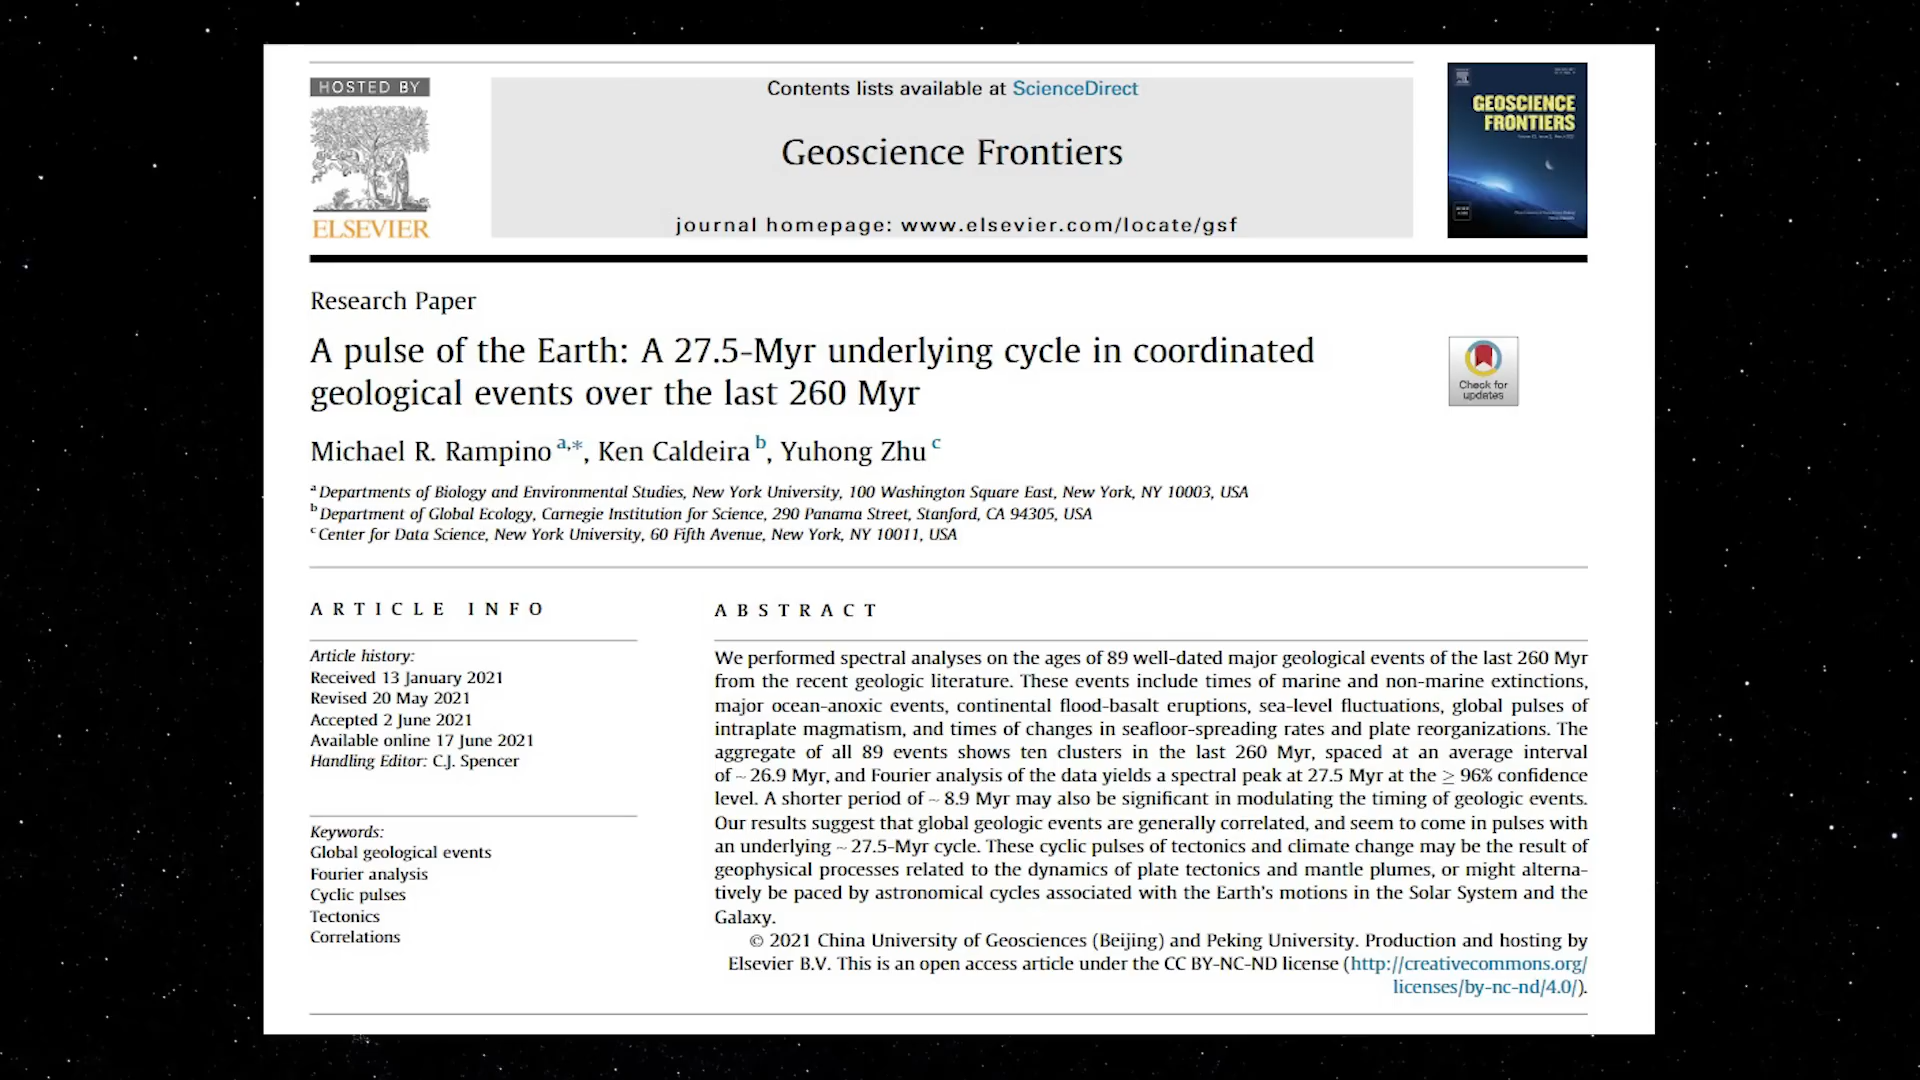 HOSTED BY
ELSEVIER
Contents lists available at ScienceDirect
Geoscience Frontiers
journal homepage: www.elsevier.com/locate/gsf
GEOSCIENCE
FRONTIERS
Research Paper
A pulse of the Earth: A 27.5-Myr underlying cycle in coordinated
geological events over the last 260 Myr
Check for
updates
Michael R. Rampino a,*, Ken Caldeira b, Yuhong Zhu c
a Departments of Biology and Environmental Studies, New York University, 100 Washington Square East, New York, NY 10003, USA
b Department of Global Ecology, Carnegie Institution for Science, 290 Panama Street, Stanford, CA 94305, USA
c Center for Data Science, New York University, 60 Fifth Avenue, New York, NY 10011, USA
ARTICLE INFO
Article history:
Received 13 January 2021
Revised 20 May 2021
Accepted 2 June 2021
Available online 17 June 2021
Handling Editor: C.J. Spencer
Keywords:
Global geological events
Fourier analysis
Cyclic pulses
Tectonics
Correlations
ABSTRACT
We performed spectral analyses on the ages of 89 well-dated major geological events of the last 260 Myr
from the recent geologic literature. These events include times of marine and non-marine extinctions,
major ocean-anoxic events, continental flood-basalt eruptions, sea-level fluctuations, global pulses of
intraplate magmatism, and times of changes in seafloor-spreading rates and plate reorganizations. The
aggregate of all 89 events shows ten clusters in the last 260 Myr, spaced at an average interval
of ~ 26.9 Myr, and Fourier analysis of the data yields a spectral peak at 27.5 Myr at the ≥ 96% confidence
level. A shorter period of ~ 8.9 Myr may also be significant in modulating the timing of geologic events.
Our results suggest that global geologic events are generally correlated, and seem to come in pulses with
an underlying ~ 27.5-Myr cycle. These cyclic pulses of tectonics and climate change may be the result of
geophysical processes related to the dynamics of plate tectonics and mantle plumes, or might alterna-
tively be paced by astronomical cycles associated with the Earth's motions in the Solar System and the
Galaxy.
© 2021 China University of Geosciences (Beijing) and Peking University. Production and hosting by
Elsevier B.V. This is an open access article under the CC BY-NC-ND license (http://creativecommons.org/
licenses/by-nc-nd/4.0/).